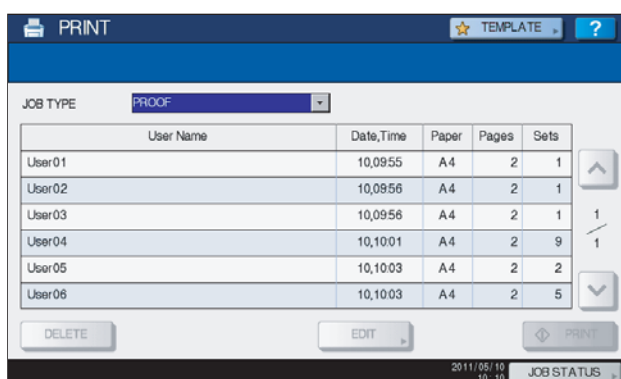 PRINT TEMPLATE ?
JOB TYPE PROOF
User Name Date,Time Paper Pages Sets
User01 10,09:55 A4 2 1
User02 10,09:56 A4 2 1
User03 10,09:56 A4 2 1
1
User04 10,10:01 A4 2 9
1
User05 10,10:03 A4 2 2
User06 10,10:03 A4 2 5
DELETE EDIT PRINT
2011/05/10
10:10
JOB STATUS